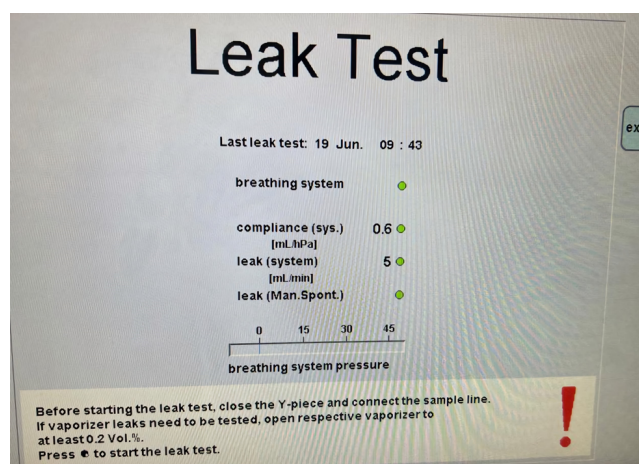 Leak Test
Last leak test: 19 Jun. 09 : 43
ex
breathing system
compliance (sys.) 0.6
[mL/hPa]
leak (system) 5
[mL/min]
leak (Man.Spont.)
0 15 30 45
breathing system pressure
Before starting the leak test, close the Y-piece and connect the sample line.
If vaporizer leaks need to be tested, open respective vaporizer to
at least 0.2 Vol.%.
Press to start the leak test.
!